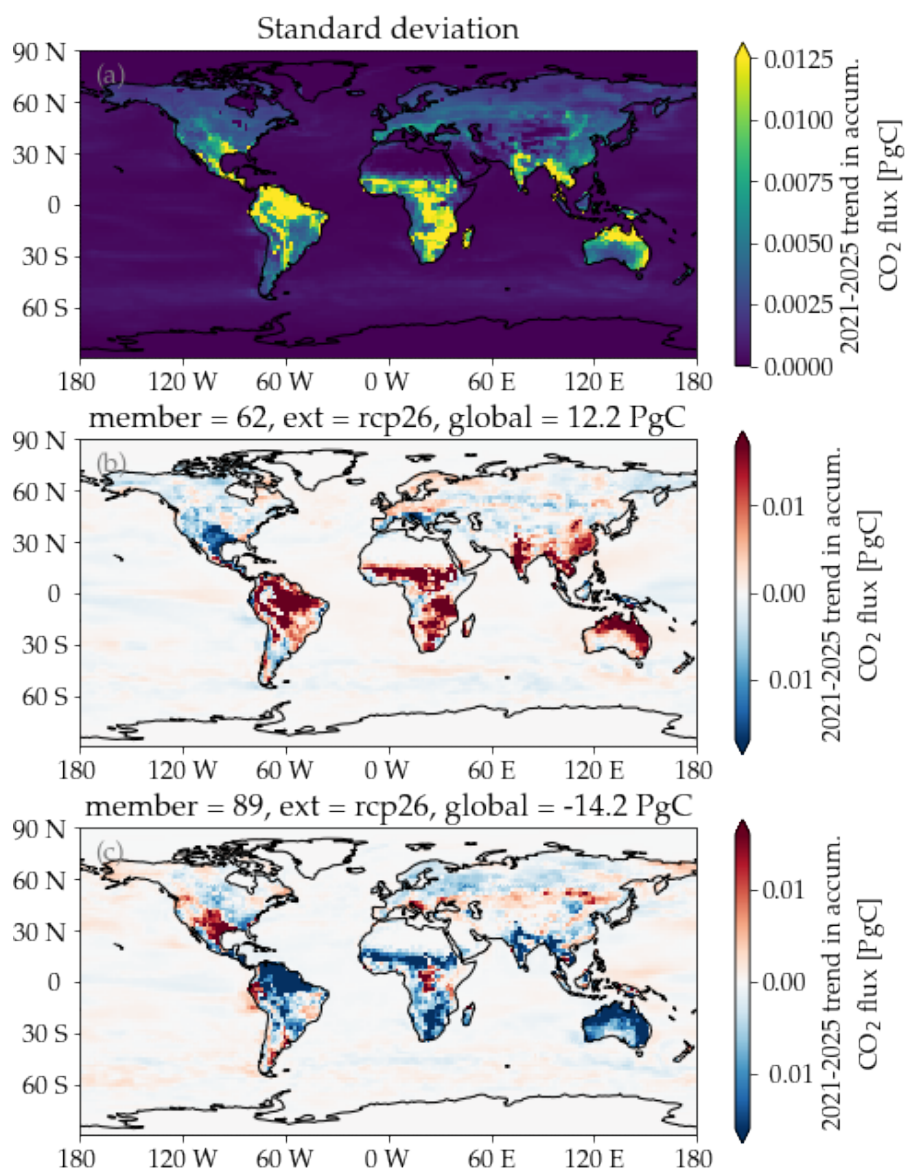 Standard deviation
(a)
90 N
60 N
30 N
0
30 S
60 S
180 120 W 60 W 0 W 60 E 120 E 180
0.0125
0.0100
0.0075
0.0050
0.0025
0.0000
2021-2025 trend in accum.
CO₂ flux [PgC]
member = 62, ext = rcp26, global = 12.2 PgC
(b)
90 N
60 N
30 N
0
30 S
60 S
180 120 W 60 W 0 W 60 E 120 E 180
0.01
0.00
0.01
2021-2025 trend in accum.
CO₂ flux [PgC]
member = 89, ext = rcp26, global = -14.2 PgC
(c)
90 N
60 N
30 N
0
30 S
60 S
180 120 W 60 W 0 W 60 E 120 E 180
0.01
0.00
0.01
2021-2025 trend in accum.
CO₂ flux [PgC]